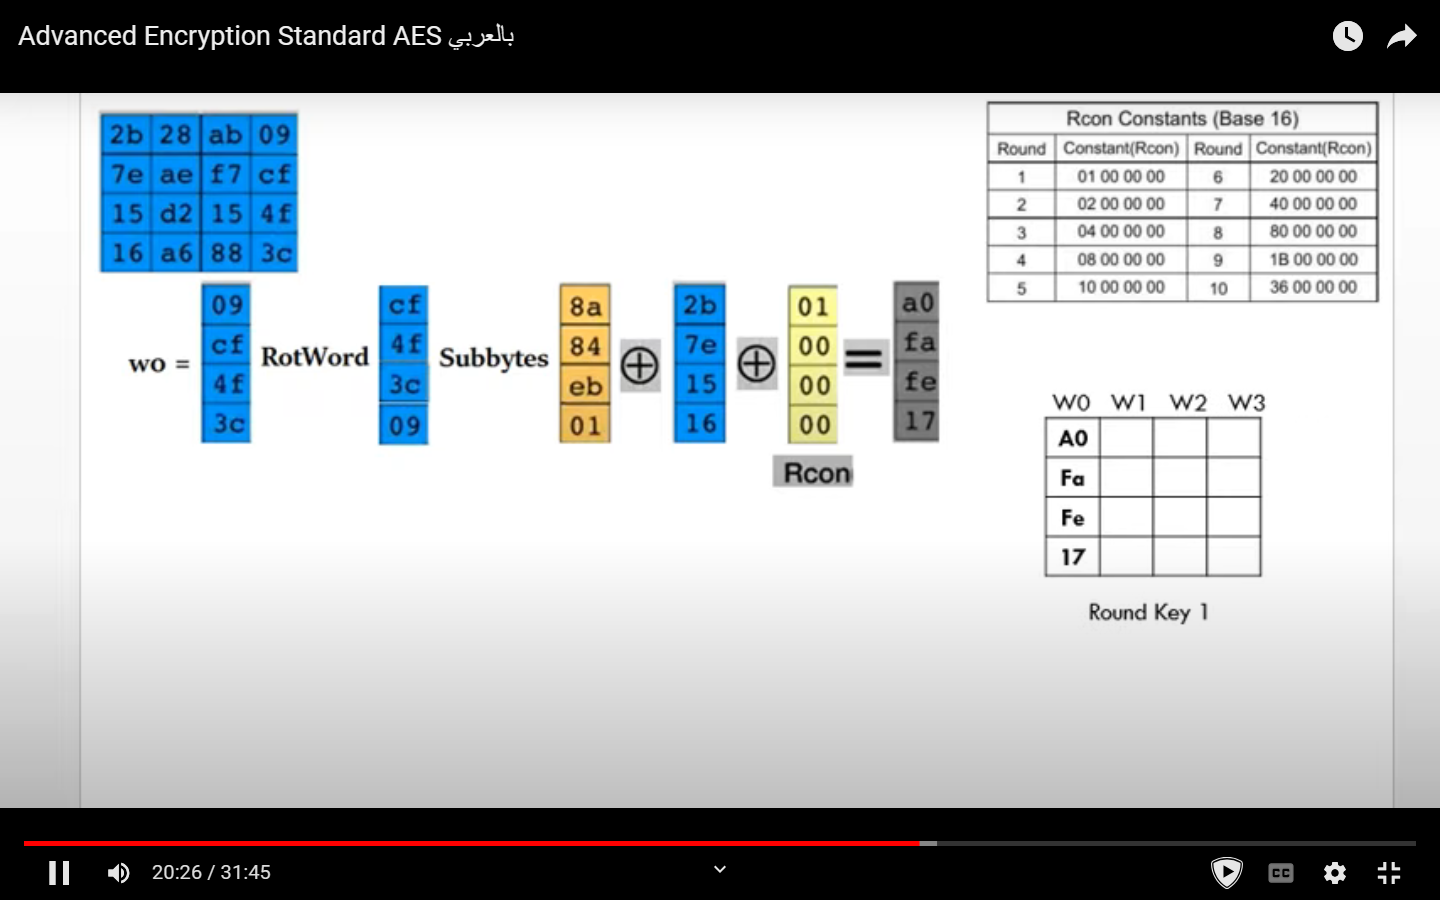 Advanced Encryption Standard AES بالعربي
2b 28 ab 09
7e ae f7 cf
15 d2 15 4f
16 a6 88 3c
Rcon Constants (Base 16)
Round Constant(Rcon) Round Constant(Rcon)
1 01 00 00 00 6 20 00 00 00
2 02 00 00 00 7 40 00 00 00
3 04 00 00 00 8 80 00 00 00
4 08 00 00 00 9 1B 00 00 00
5 10 00 00 00 10 36 00 00 00
wo =
09
cf
4f
3c
RotWord
cf
4f
3c
09
Subbytes
8a
84
eb
01
⊕
2b
7e
15
16
⊕
01
00
00
00
Rcon
=
a0
fa
fe
17
W0 W1 W2 W3
A0
Fa
Fe
17
Round Key 1
20:26 / 31:45
CC